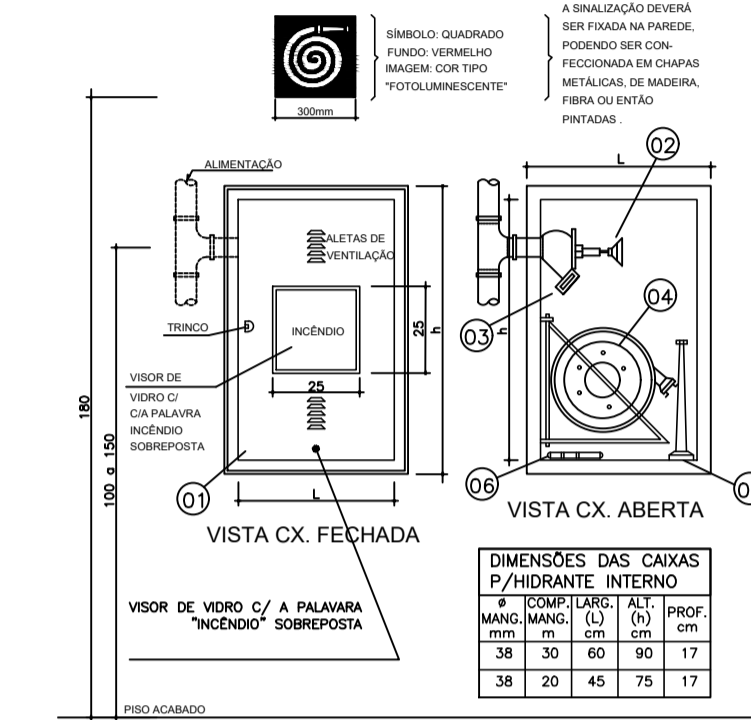 A SINALIZAÇÃO DEVERÁ
SER FIXADA NA PAREDE,
PODENDO SER CON-
FECCIONADA EM CHAPAS
METÁLICAS, DE MADEIRA,
FIBRA OU ENTÃO
PINTADAS .
SÍMBOLO: QUADRADO
FUNDO: VERMELHO
IMAGEM: COR TIPO
"FOTOLUMINESCENTE"
300mm
ALIMENTAÇÃO
L
02
ALETAS DE
VENTILAÇÃO
03
04
h
TRINCO
INCÊNDIO
25
h
25
VISOR DE
VIDRO C/
C/A PALAVRA
INCÊNDIO
SOBREPOSTA
180
100 a 150
01
L
06
VISTA CX. FECHADA
VISTA CX. ABERTA
VISOR DE VIDRO C/ A PALAVARA
"INCÊNDIO" SOBREPOSTA
DIMENSÕES DAS CAIXAS
P/HIDRANTE INTERNO
ø MANG. mm COMP. MANG. m LARG. (L) cm ALT. (h) cm PROF. cm
38 30 60 90 17
38 20 45 75 17
PISO ACABADO